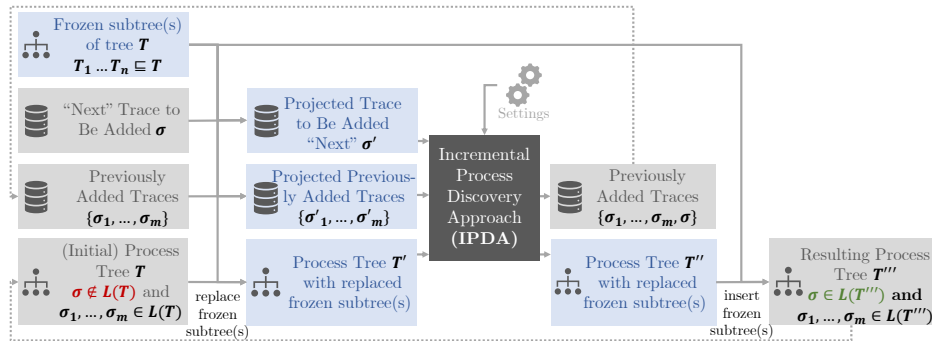 Frozen subtree(s)
of tree T
T₁ …Tₙ ⊑ T
“Next” Trace to
Be Added σ
Projected Trace
to Be Added
“Next” σ′
Settings
Previously
Added Traces
{σ₁, …, σₘ}
Projected Previous-
ly Added Traces
{σ′₁, …, σ′ₘ}
Incremental
Process
Discovery
Approach
(IPDA)
Previously
Added Traces
{σ₁, …, σₘ, σ}
(Initial) Process
Tree T
σ ∉ L(T) and
σ₁, …, σₘ ∈ L(T)
replace
frozen
subtree(s)
Process Tree T′
with replaced
frozen subtree(s)
Process Tree T′′
with replaced
frozen subtree(s)
insert
frozen
subtree(s)
Resulting Process
Tree T′′′
σ ∈ L(T′′′) and
σ₁, …, σₘ ∈ L(T′′′)